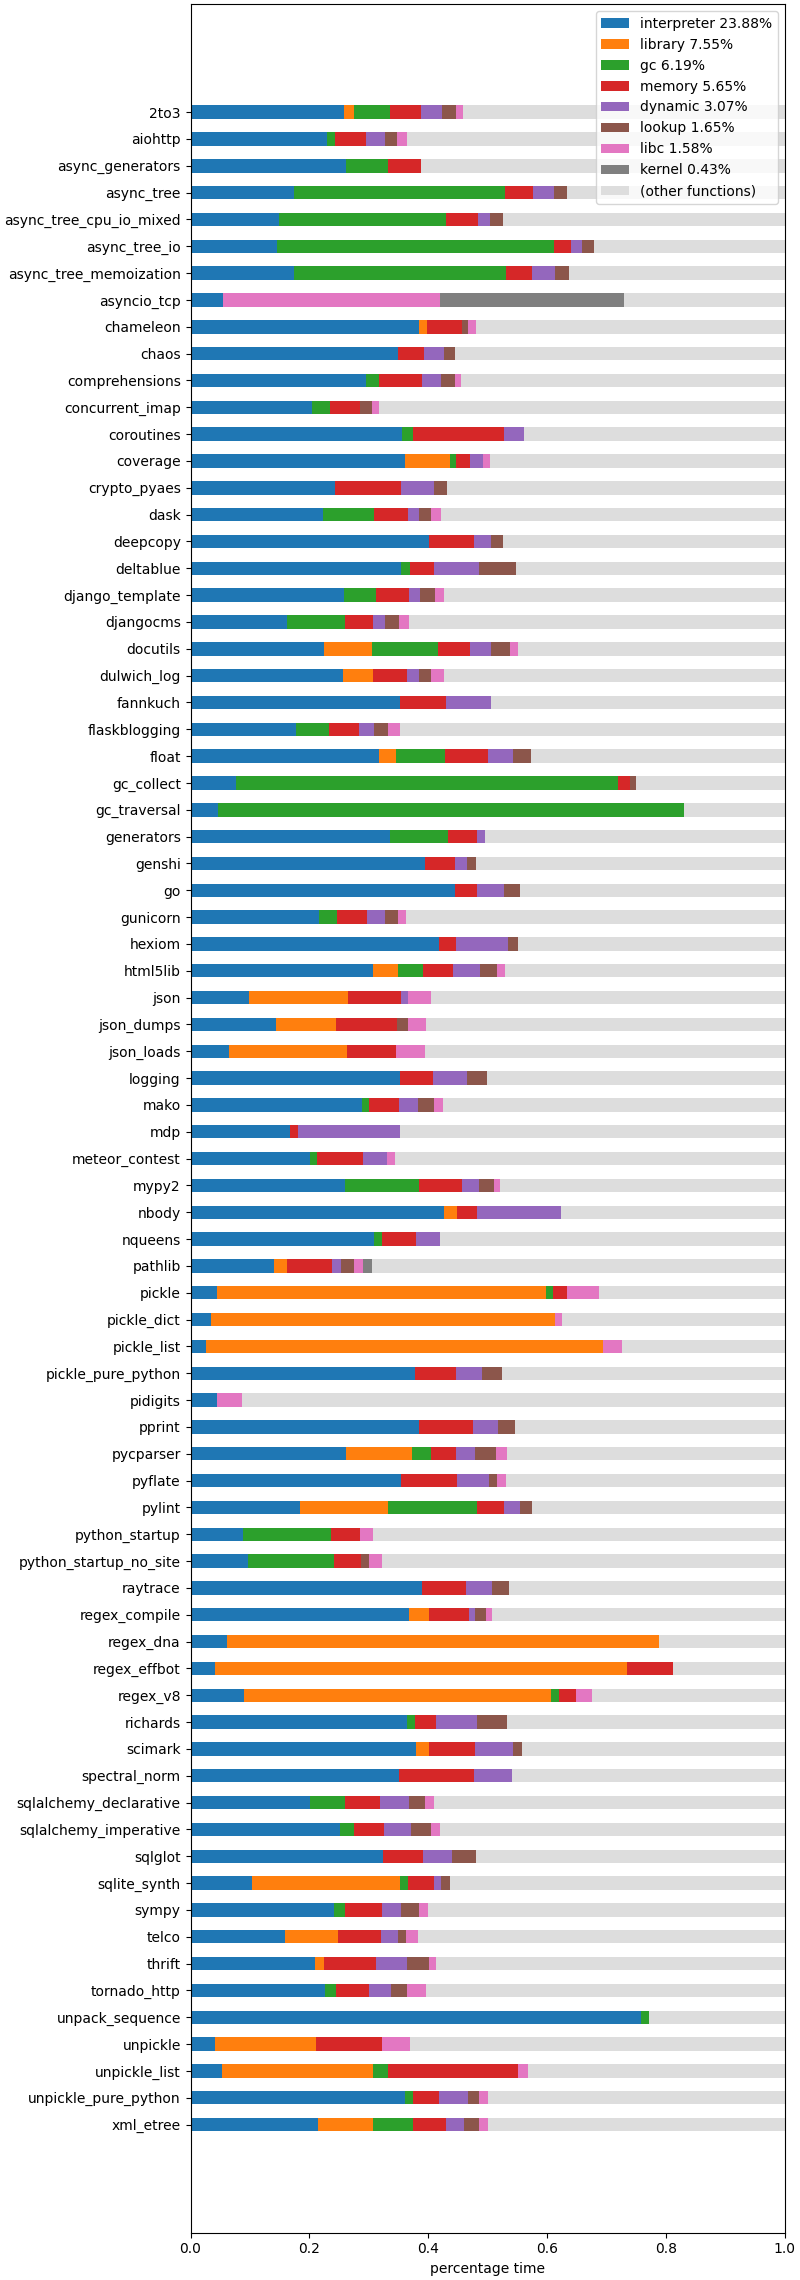 interpreter 23.88%
library 7.55%
gc 6.19%
memory 5.65%
dynamic 3.07%
lookup 1.65%
libc 1.58%
kernel 0.43%
(other functions)
2to3
aiohttp
async_generators
async_tree
async_tree_cpu_io_mixed
async_tree_io
async_tree_memoization
asyncio_tcp
chameleon
chaos
comprehensions
concurrent_imap
coroutines
coverage
crypto_pyaes
dask
deepcopy
deltablue
django_template
djangocms
docutils
dulwich_log
fannkuch
flaskblogging
float
gc_collect
gc_traversal
generators
genshi
go
gunicorn
hexiom
html5lib
json
json_dumps
json_loads
logging
mako
mdp
meteor_contest
mypy2
nbody
nqueens
pathlib
pickle
pickle_dict
pickle_list
pickle_pure_python
pidigits
pprint
pycparser
pyflate
pylint
python_startup
python_startup_no_site
raytrace
regex_compile
regex_dna
regex_effbot
regex_v8
richards
scimark
spectral_norm
sqlalchemy_declarative
sqlalchemy_imperative
sqlglot
sqlite_synth
sympy
telco
thrift
tornado_http
unpack_sequence
unpickle
unpickle_list
unpickle_pure_python
xml_etree
0.0 0.2 0.4 0.6 0.8 1.0
percentage time